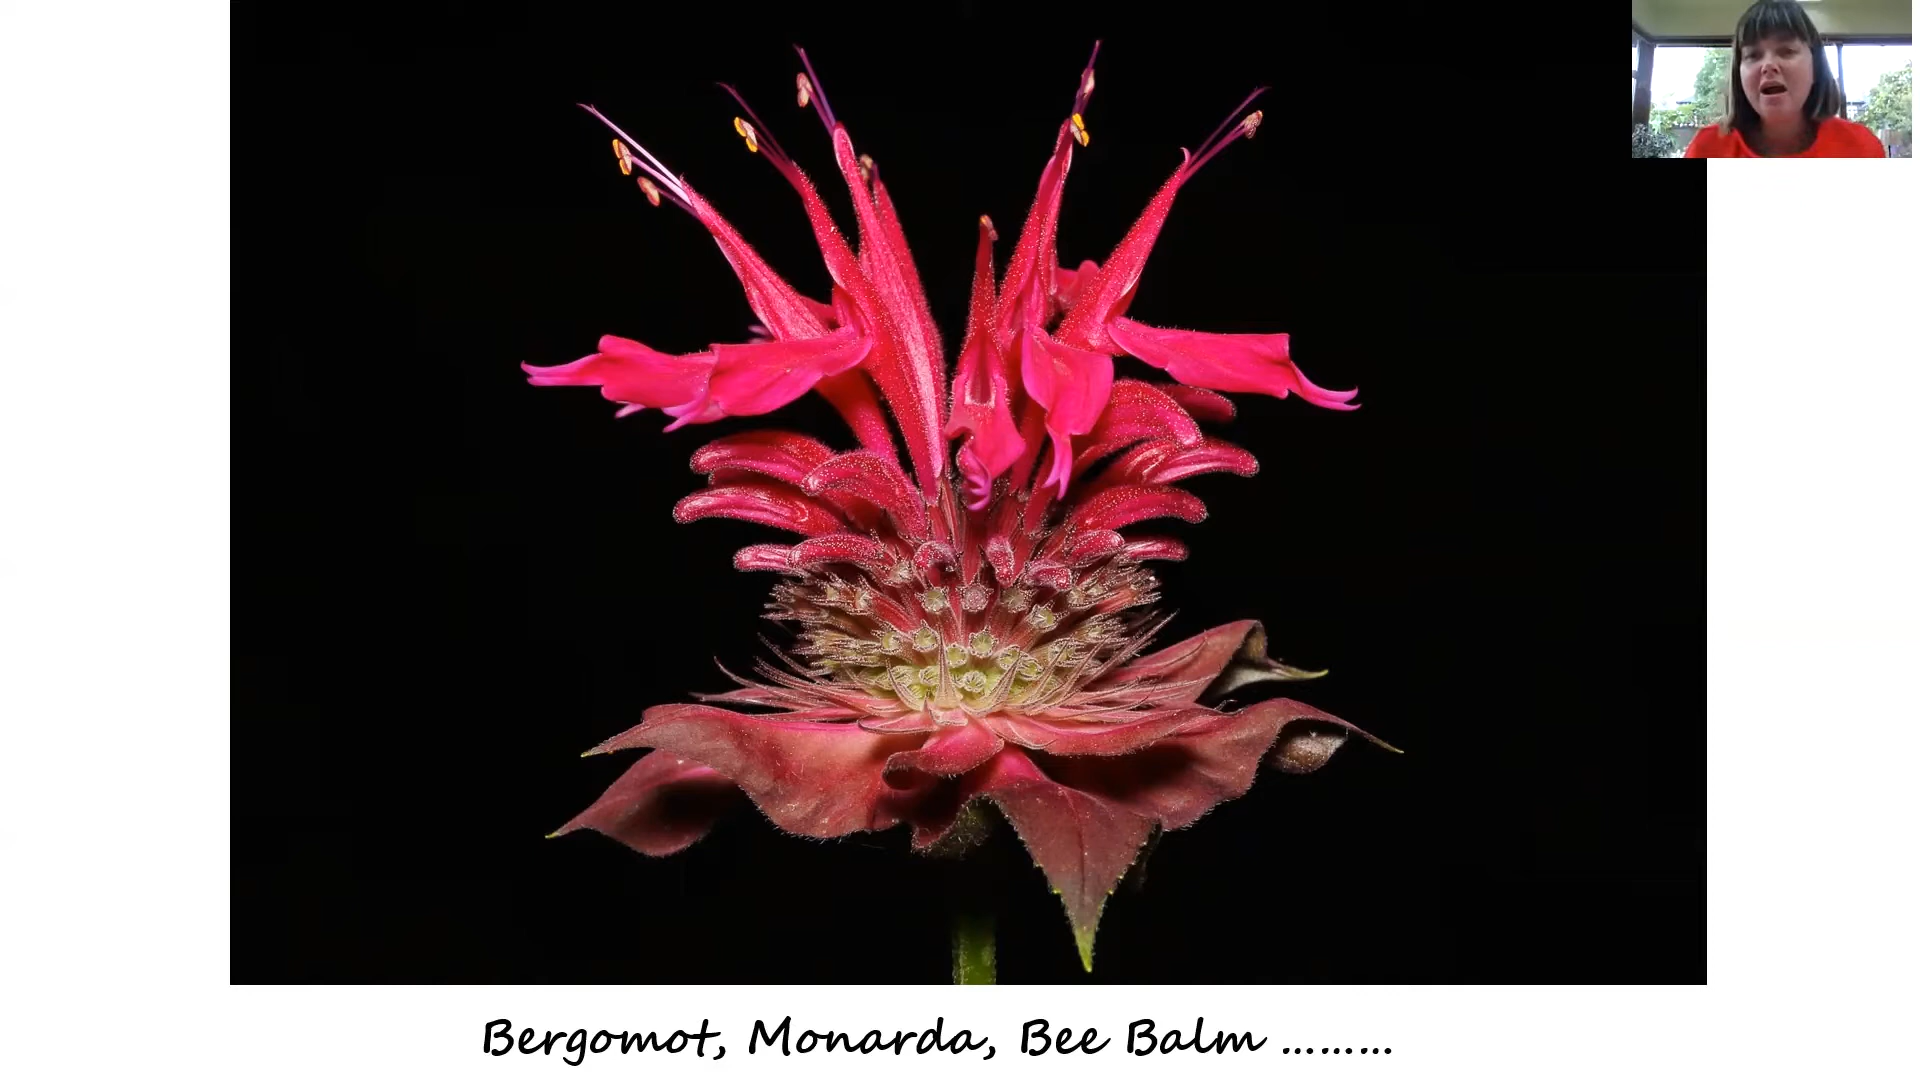 Bergomot, Monarda, Bee Balm .........